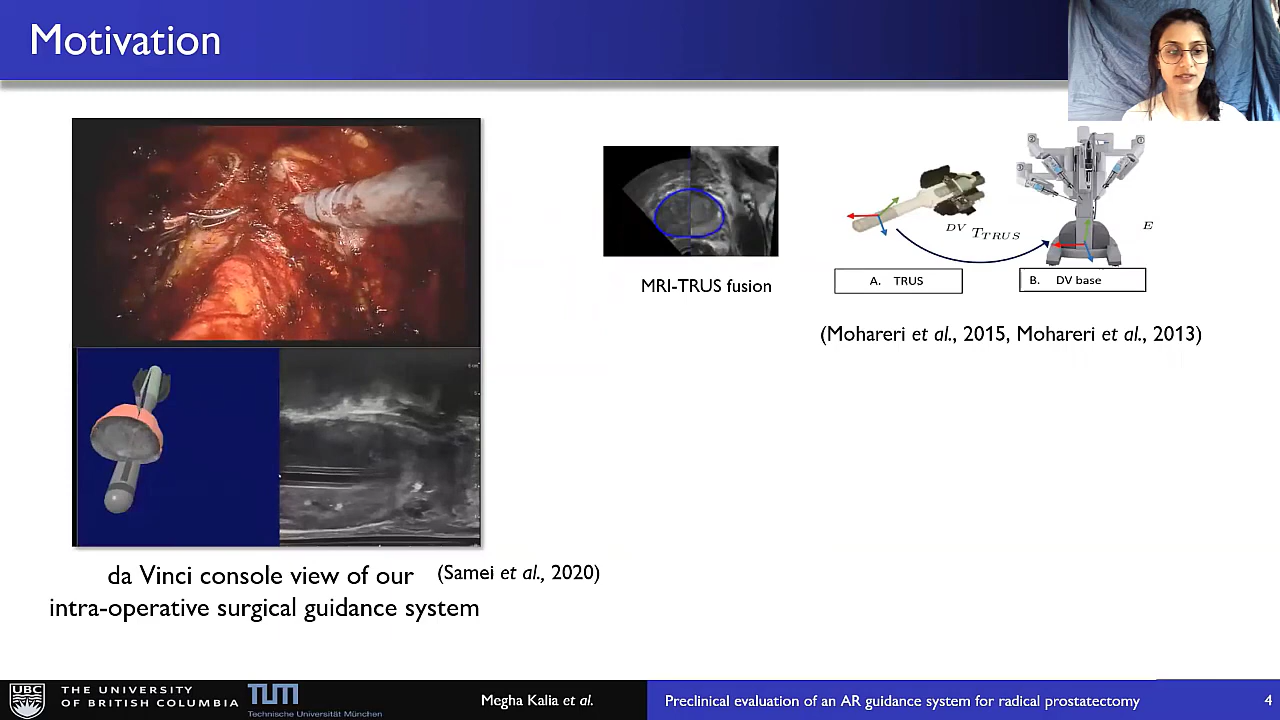 Motivation
MRI-TRUS fusion
DV T TRUS
E
A. TRUS
B. DV base
(Mohareri et al., 2015, Mohareri et al., 2013)
da Vinci console view of our
(Samei et al., 2020)
intra-operative surgical guidance system
UBC
THE UNIVERSITY
OF BRITISH COLUMBIA
TUM
Technische Universität München
Megha Kalia et al.
Preclinical evaluation of an AR guidance system for radical prostatectomy
4